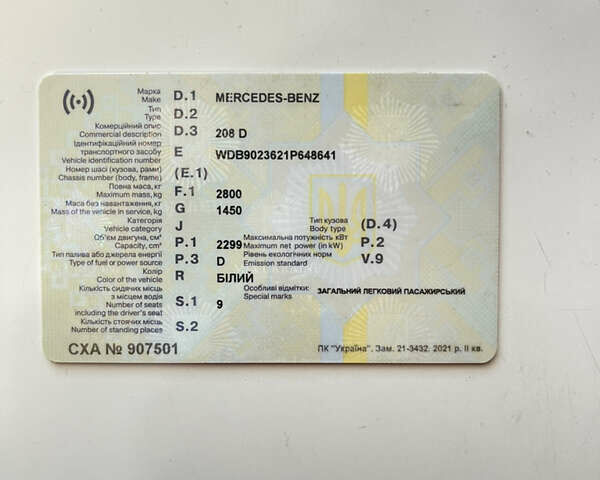 Марка
Make D.1 MERCEDES-BENZ
Тип
Type D.2
Комерційний опис
Commercial description D.3 208 D
Ідентифікаційний номер
транспортного засобу
Vehicle identification number E WDB9023621P648641
Номер шасі (кузова, рами)
Chassis number (body, frame) (E.1)
Повна маса, кг
Maximum mass, kg F.1 2800
Маса без навантаження, кг
Mass of the vehicle in service, kg G 1450
Категорія
Vehicle category J
Тип кузова
Body type (D.4)
Об'єм двигуна, см³
Capacity, cm³ P.1 2299
Максимальна потужність кВт
Maximum net power (in kW) P.2
Тип палива або джерела енергії
Type of fuel or power source P.3 D
Рівень екологічних норм
Emission standard V.9
Колір
Color of the vehicle R БІЛИЙ
Особливі відмітки:
Special marks ЗАГАЛЬНИЙ ЛЕГКОВИЙ ПАСАЖИРСЬКИЙ
Кількість сидячих місць
з місцем водія
Number of seats
including the driver's seat S.1 9
Кількість стоячих місць
Number of standing places S.2
СХА № 907501
ПК "Україна". Зам. 21-3432. 2021 р. II кв.